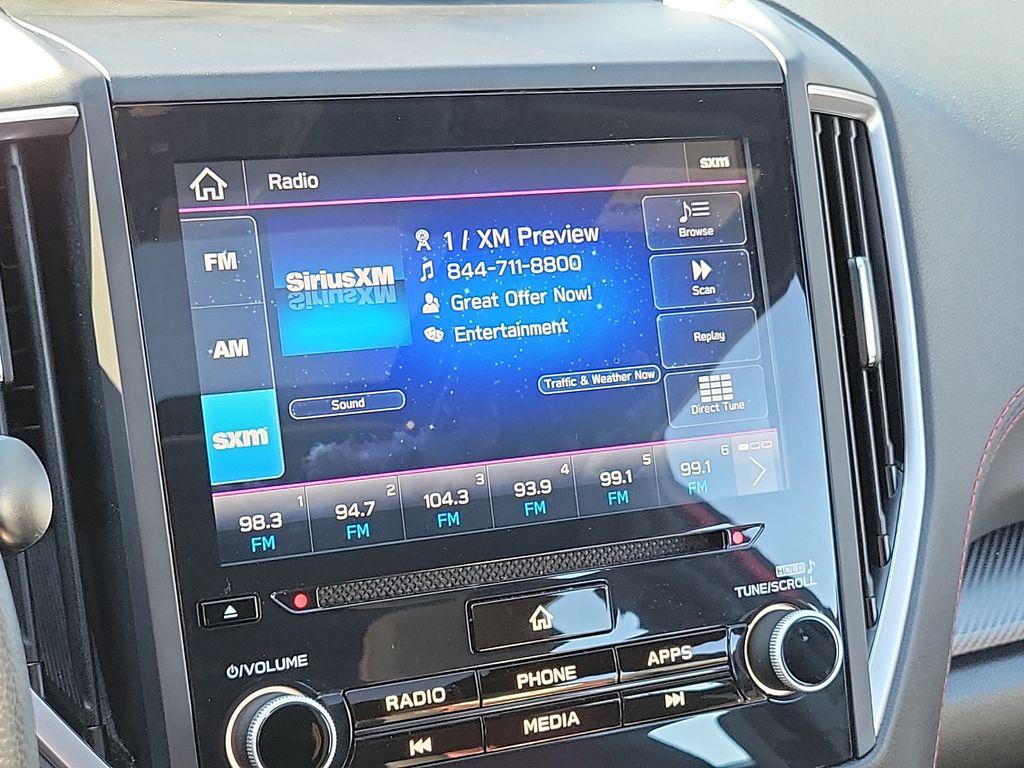 Radio
sxm
FM
SiriusXM
1 / XM Preview
Browse
844-711-8800
Great Offer Now!
Scan
AM
Entertainment
Replay
Traffic & Weather Now
Sound
Direct Tune
sxm
1
2
3
4
5
6
98.3
94.7
104.3
93.9
99.1
99.1
FM
FM
FM
FM
FM
FM
HOLD
TUNE/SCROLL
VOLUME
RADIO
PHONE
APPS
MEDIA